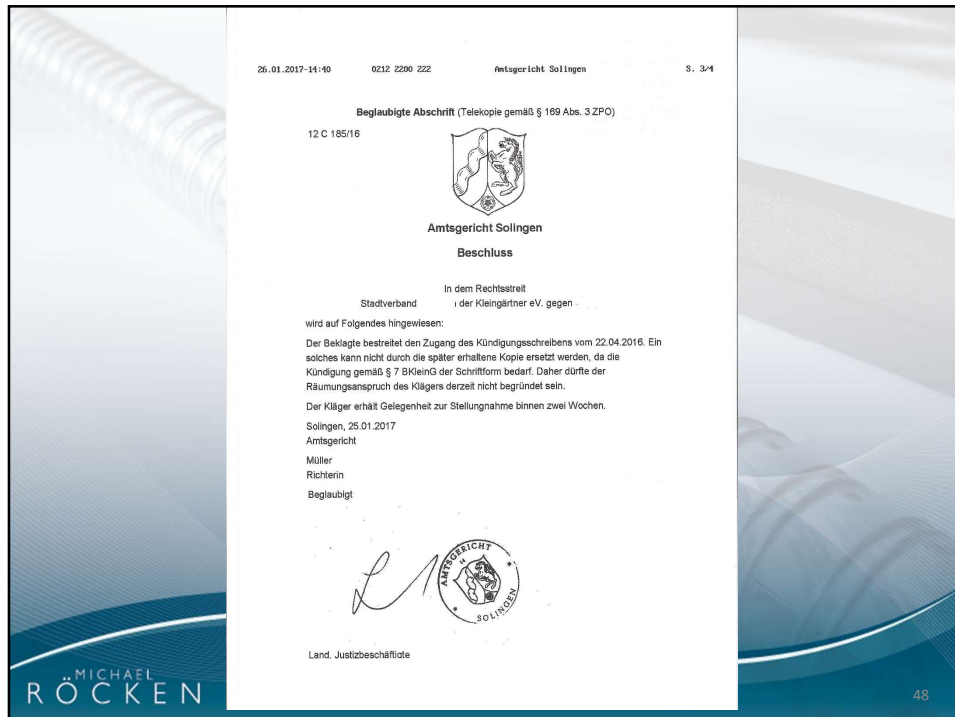 26.01.2017-14:40 0212 2200 222 Amtsgericht Solingen S. 3/4
Beglaubigte Abschrift (Telekopie gemäß § 169 Abs. 3 ZPO)
12 C 185/16
Amtsgericht Solingen
Beschluss
In dem Rechtsstreit
Stadtverband der Kleingärtner eV. gegen
wird auf Folgendes hingewiesen:
Der Beklagte bestreitet den Zugang des Kündigungsschreibens vom 22.04.2016. Ein
solches kann nicht durch die später erhaltene Kopie ersetzt werden, da die
Kündigung gemäß § 7 BKleinG der Schriftform bedarf. Daher dürfte der
Räumungsanspruch des Klägers derzeit nicht begründet sein.
Der Kläger erhält Gelegenheit zur Stellungnahme binnen zwei Wochen.
Solingen, 25.01.2017
Amtsgericht
Müller
Richterin
Beglaubigt
AMTSGERICHT
SOLINGEN
Land. Justizbeschäftigte
MICHAEL
RÖCKEN
48